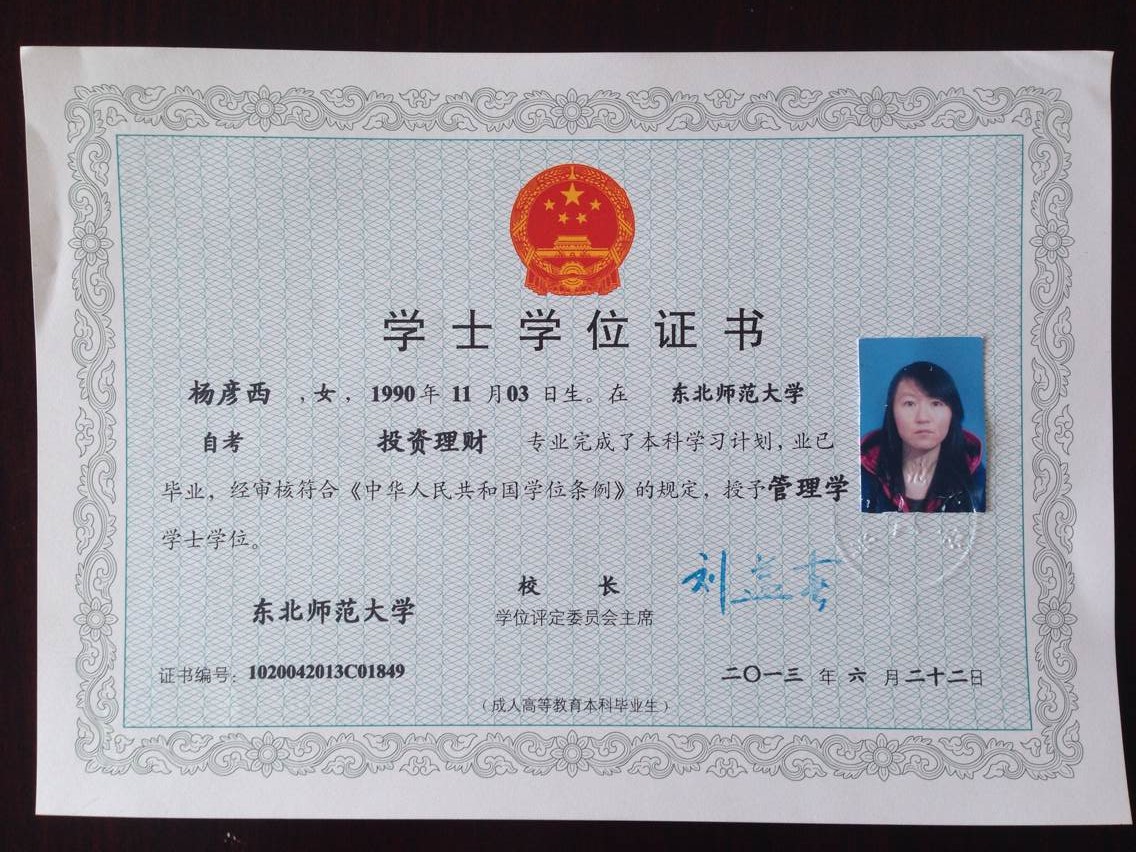 学士学位证书
杨彦西 ,女, 1990年 11 月03 日生。在 东北师范大学
自考 投资理财 专业完成了本科学习计划,业已
毕业,经审核符合《中华人民共和国学位条例》的规定,授予管理学
学士学位。
东北师范大学
校 长
学位评定委员会主席
刘益春
证书编号:1020042013C01849
二〇一三 年 六 月 二十二日
(成人高等教育本科毕业生)